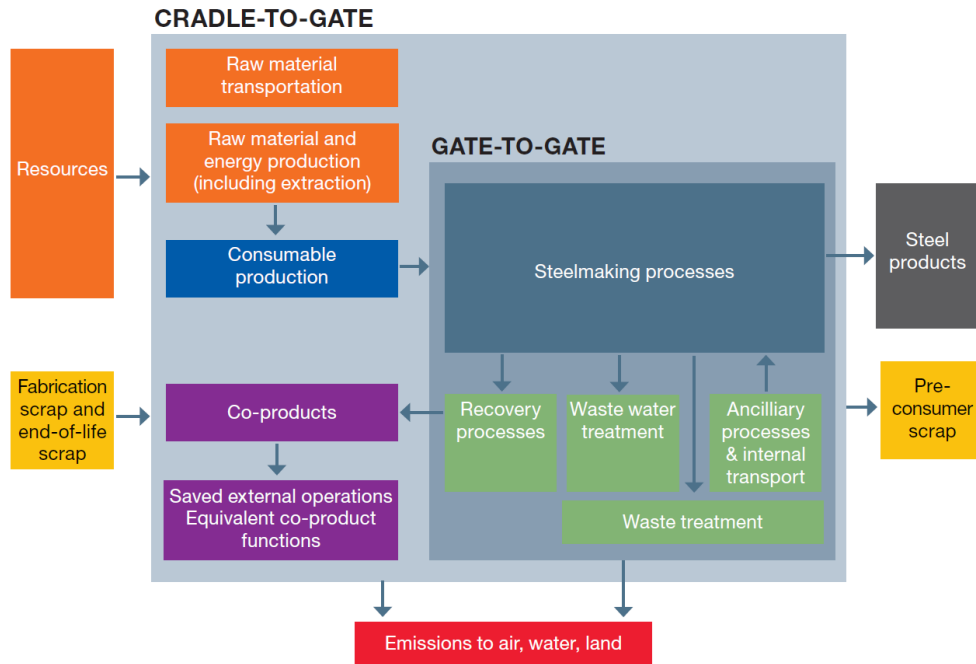 CRADLE-TO-GATE
Raw material
transportation
Resources
Raw material and
energy production
(including extraction)
GATE-TO-GATE
Consumable
production
Steelmaking processes
Steel
products
Fabrication
scrap and
end-of-life
scrap
Co-products
Recovery
processes
Waste water
treatment
Ancilliary
processes
& internal
transport
Pre-
consumer
scrap
Saved external operations
Equivalent co-product
functions
Waste treatment
Emissions to air, water, land